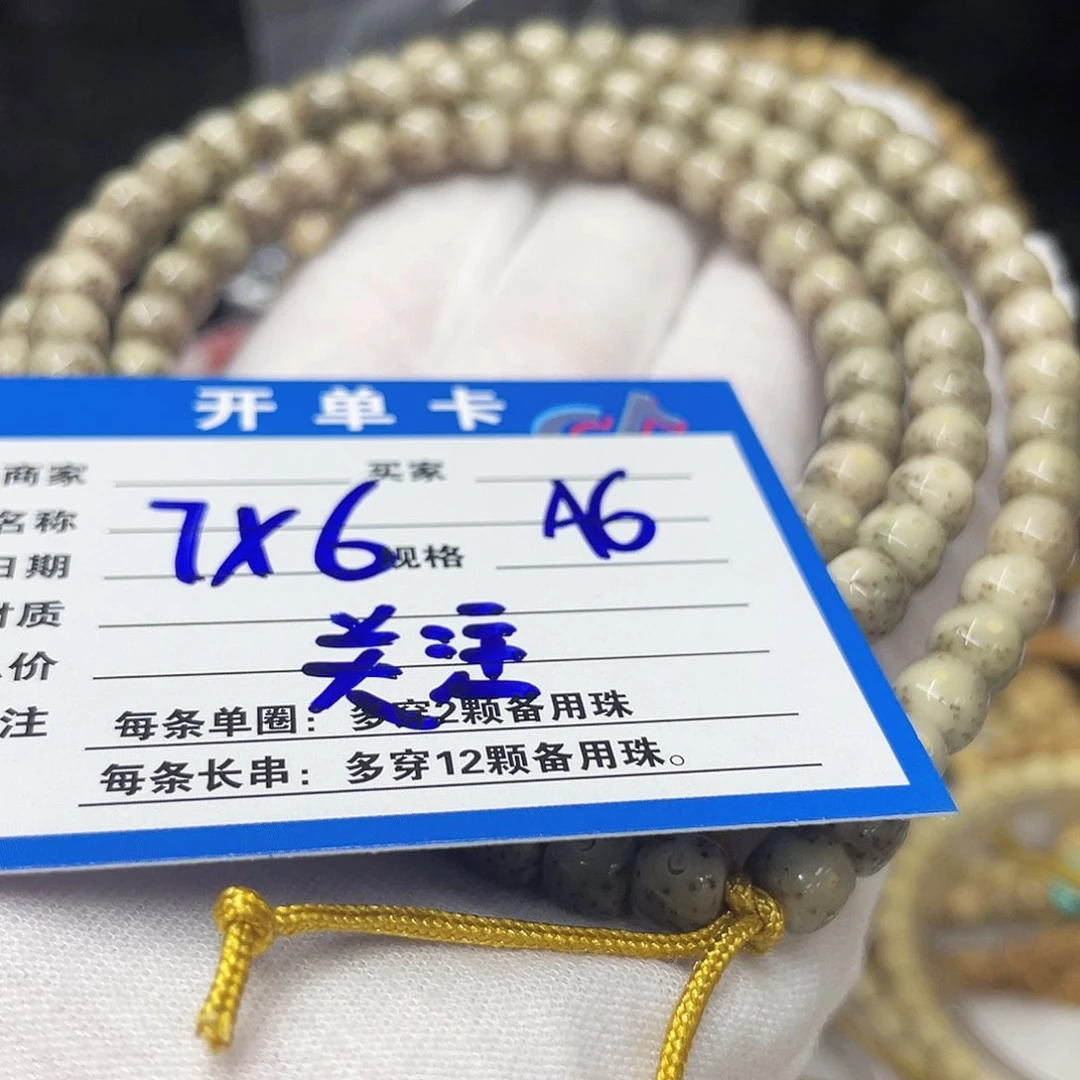 开单卡
商家 买家
名称 7X6 A6
日期 规格
材质
价
关注
注 每条单圈：多穿2颗备用珠
每条长串：多穿12颗备用珠。